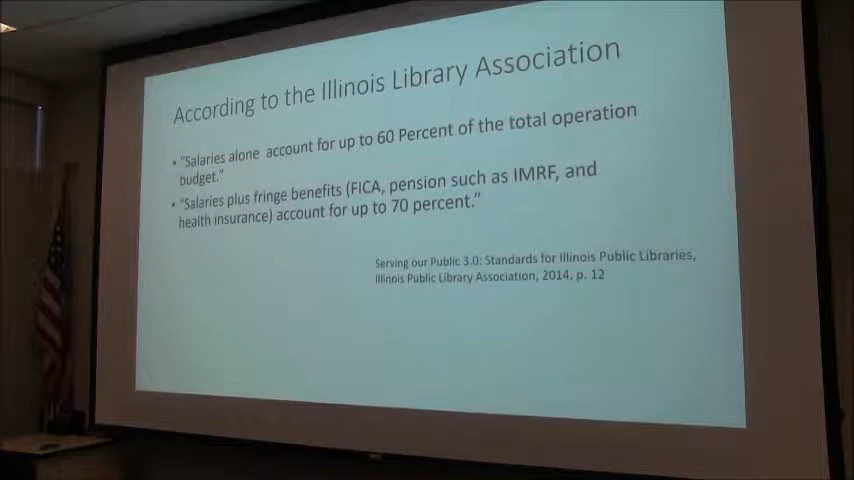 According to the Illinois Library Association
• "Salaries alone account for up to 60 Percent of the total operation
budget."
• "Salaries plus fringe benefits (FICA, pension such as IMRF, and
health insurance) account for up to 70 percent."
Serving our Public 3.0: Standards for Illinois Public Libraries,
Illinois Public Library Association, 2014, p. 12